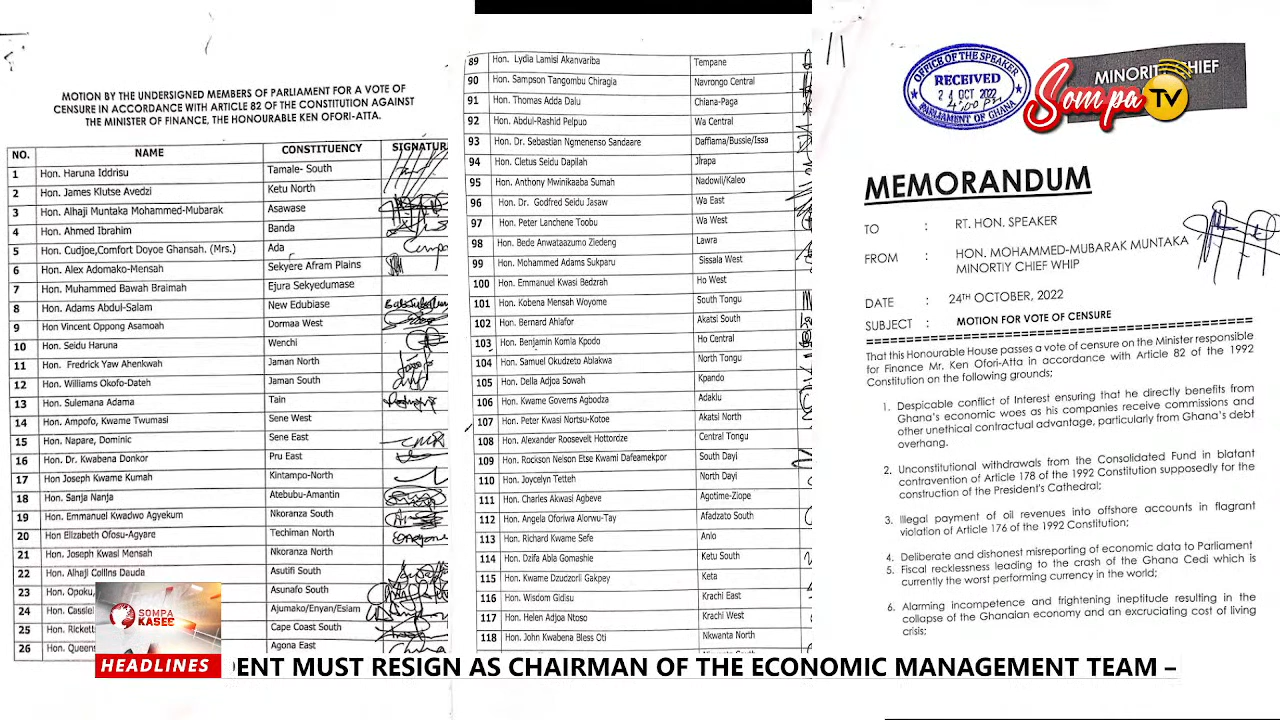 MOTION BY THE UNDERSIGNED MEMBERS OF PARLIAMENT FOR A VOTE OF
CENSURE IN ACCORDANCE WITH ARTICLE 82 OF THE CONSTITUTION AGAINST
THE MINISTER OF FINANCE, THE HONOURABLE KEN OFORI-ATTA.
NO. NAME CONSTITUENCY SIGNATUR
1 Hon. Haruna Iddrisu Tamale- South
2 Hon. James Klutse Avedzi Ketu North
3 Hon. Alhaji Muntaka Mohammed-Mubarak Asawase
4 Hon. Ahmed Ibrahim Banda
5 Hon. Cudjoe,Comfort Doyoe Ghansah. (Mrs.) Ada
6 Hon. Alex Adomako-Mensah Sekyere Afram Plains
7 Hon. Muhammed Bawah Braimah Ejura Sekyedumase
8 Hon. Adams Abdul-Salam New Edubiase
9 Hon Vincent Oppong Asamoah Dormaa West
10 Hon. Seidu Haruna Wenchi
11 Hon. Fredrick Yaw Ahenkwah Jaman North
12 Hon. Williams Okofo-Dateh Jaman South
13 Hon. Sulemana Adama Tain
14 Hon. Ampofo, Kwame Twumasi Sene West
15 Hon. Napare, Dominic Sene East
16 Hon. Dr. Kwabena Donkor Pru East
17 Hon Joseph Kwame Kumah Kintampo-North
18 Hon. Sanja Nanja Atebubu-Amantin
19 Hon. Emmanuel Kwadwo Agyekum Nkoranza South
20 Hon Elizabeth Ofosu-Agyare Techiman North
21 Hon. Joseph Kwasi Mensah Nkoranza North
22 Hon. Alhaji Collins Dauda Asutifi South
23 Hon. Opoku, Asunafo South
24 Hon. Cassiel Ajumako/Enyan/Esiam
25 Hon. Ricketts Cape Coast South
26 Hon. Queens Agona East
89 Hon. Lydia Lamisi Akanvariba Tempane
90 Hon. Sampson Tangombu Chiragia Navrongo Central
91 Hon. Thomas Adda Dalu Chiana-Paga
92 Hon. Abdul-Rashid Pelpuo Wa Central
93 Hon. Dr. Sebastian Ngmenenso Sandaare Daffiama/Bussie/Issa
94 Hon. Cletus Seidu Dapilah Jirapa
95 Hon. Anthony Mwinikaaba Sumah Nadowli/Kaleo
96 Hon. Dr. Godfred Seidu Jasaw Wa East
97 Hon. Peter Lanchene Toobu Wa West
98 Hon. Bede Anwataazumo Ziedeng Lawra
99 Hon. Mohammed Adams Sukparu Sissala West
100 Hon. Emmanuel Kwasi Bedzrah Ho West
101 Hon. Kobena Mensah Woyome South Tongu
102 Hon. Bernard Ahiafor Akatsi South
103 Hon. Benjamin Komla Kpodo Ho Central
104 Hon. Samuel Okudzeto Ablakwa North Tongu
105 Hon. Della Adjoa Sowah Kpando
106 Hon. Kwame Governs Agbodza Adaklu
107 Hon. Peter Kwasi Nortsu-Kotoe Akatsi North
108 Hon. Alexander Roosevelt Hottordze Central Tongu
109 Hon. Rockson Nelson Etse Kwami Dafeamekpor South Dayi
110 Hon. Joycelyn Tetteh North Dayi
111 Hon. Charles Akwasi Agbeve Agotime-Ziope
112 Hon. Angela Oforiwa Alorwu-Tay Afadzato South
113 Hon. Richard Kwame Sefe Anlo
114 Hon. Dzifa Abla Gomashie Ketu South
115 Hon. Kwame Dzudzorli Gakpey Keta
116 Hon. Wisdom Gidisu Krachi East
117 Hon. Helen Adjoa Ntoso Krachi West
118 Hon. John Kwabena Bless Oti Nkwanta North
OFFICE OF THE SPEAKER
RECEIVED
24 OCT 2022
PARLIAMENT OF GHANA
MINORITY CHIEF
Sompa TV
MEMORANDUM
TO : RT. HON. SPEAKER
FROM : HON. MOHAMMED-MUBARAK MUNTAKA
MINORTIY CHIEF WHIP
DATE : 24TH OCTOBER, 2022
SUBJECT : MOTION FOR VOTE OF CENSURE
That this Honourable House passes a vote of censure on the Minister responsible
for Finance Mr. Ken Ofori-Atta in accordance with Article 82 of the 1992
Constitution on the following grounds;
1. Despicable conflict of Interest ensuring that he directly benefits from
Ghana's economic woes as his companies receive commissions and
other unethical contractual advantage, particularly from Ghana's debt
overhang.
2. Unconstitutional withdrawals from the Consolidated Fund in blatant
contravention of Article 178 of the 1992 Constitution supposedly for the
construction of the President's Cathedral;
3. Illegal payment of oil revenues into offshore accounts in flagrant
violation of Article 176 of the 1992 Constitution;
4. Deliberate and dishonest misreporting of economic data to Parliament
5. Fiscal recklessness leading to the crash of the Ghana Cedi which is
currently the worst performing currency in the world;
6. Alarming incompetence and frightening ineptitude resulting in the
collapse of the Ghanaian economy and an excruciating cost of living
crisis;
SOMPA
KASEE
HEADLINES
ENT MUST RESIGN AS CHAIRMAN OF THE ECONOMIC MANAGEMENT TEAM –